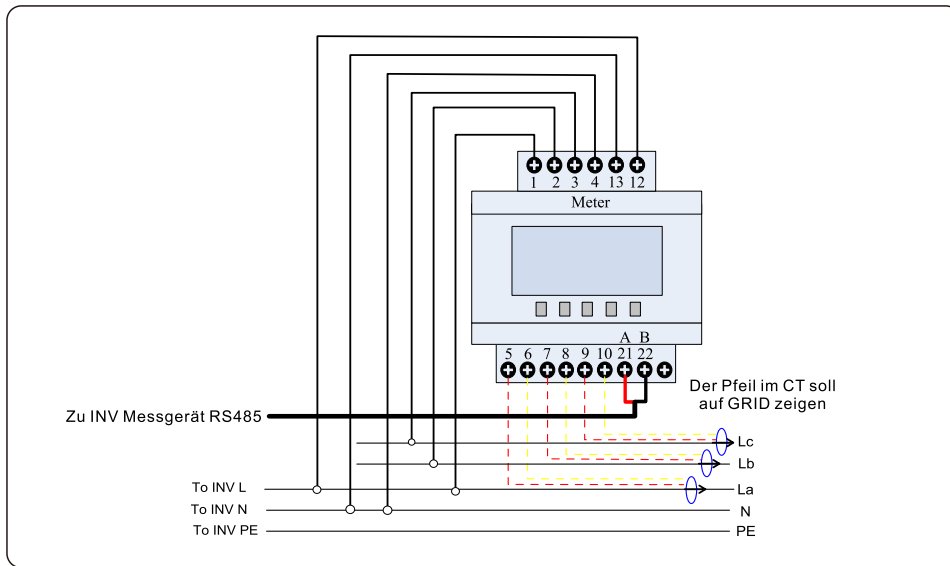 1 2 3 4 13 12
Meter
A B
5 6 7 8 9 10 21 22
Der Pfeil im CT soll
auf GRID zeigen
Zu INV Messgerät RS485
Lc
Lb
To INV L
La
To INV N
N
To INV PE
PE